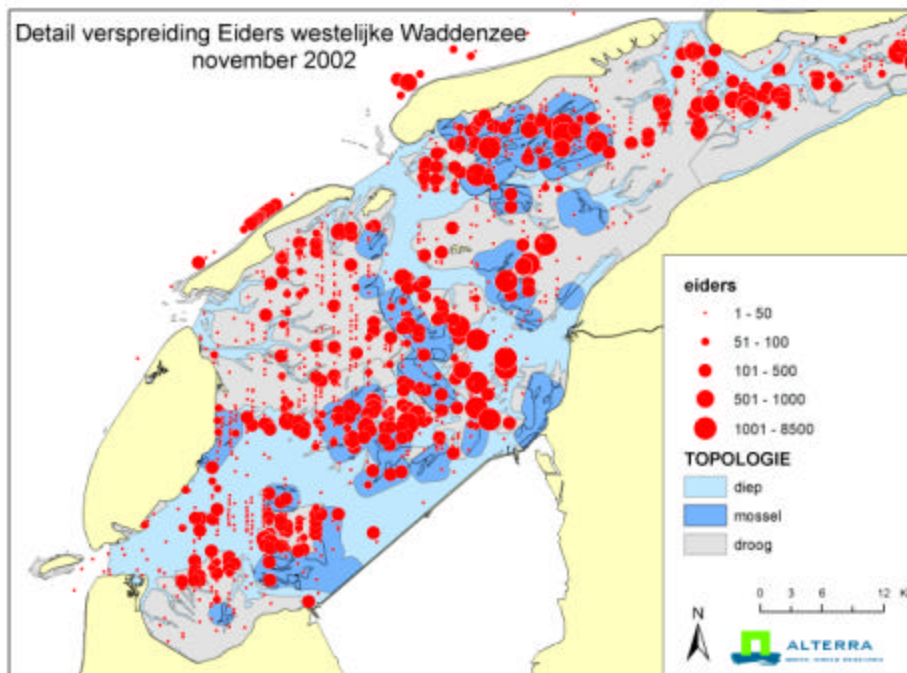 Detail verspreiding Eiders westelijke Waddenzee
november 2002
eiders
1 - 50
51 - 100
101 - 500
501 - 1000
1001 - 8500
TOPOLOGIE
diep
mossel
droog
0 3 6 12 K
N
ALTERRA